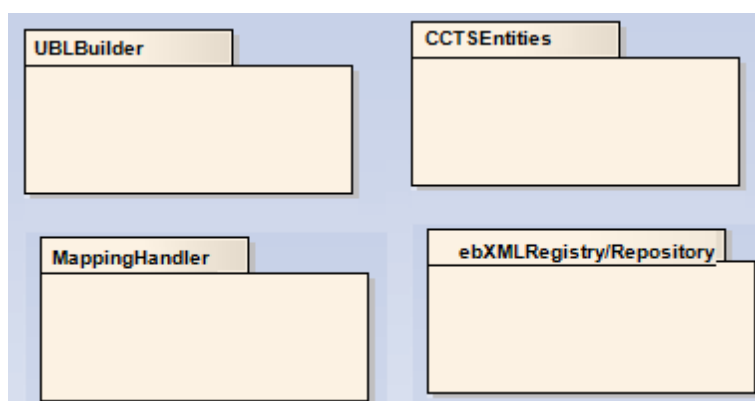 UBLBuilder
CCTSEntities
MappingHandler
ebXMLRegistry/Repository